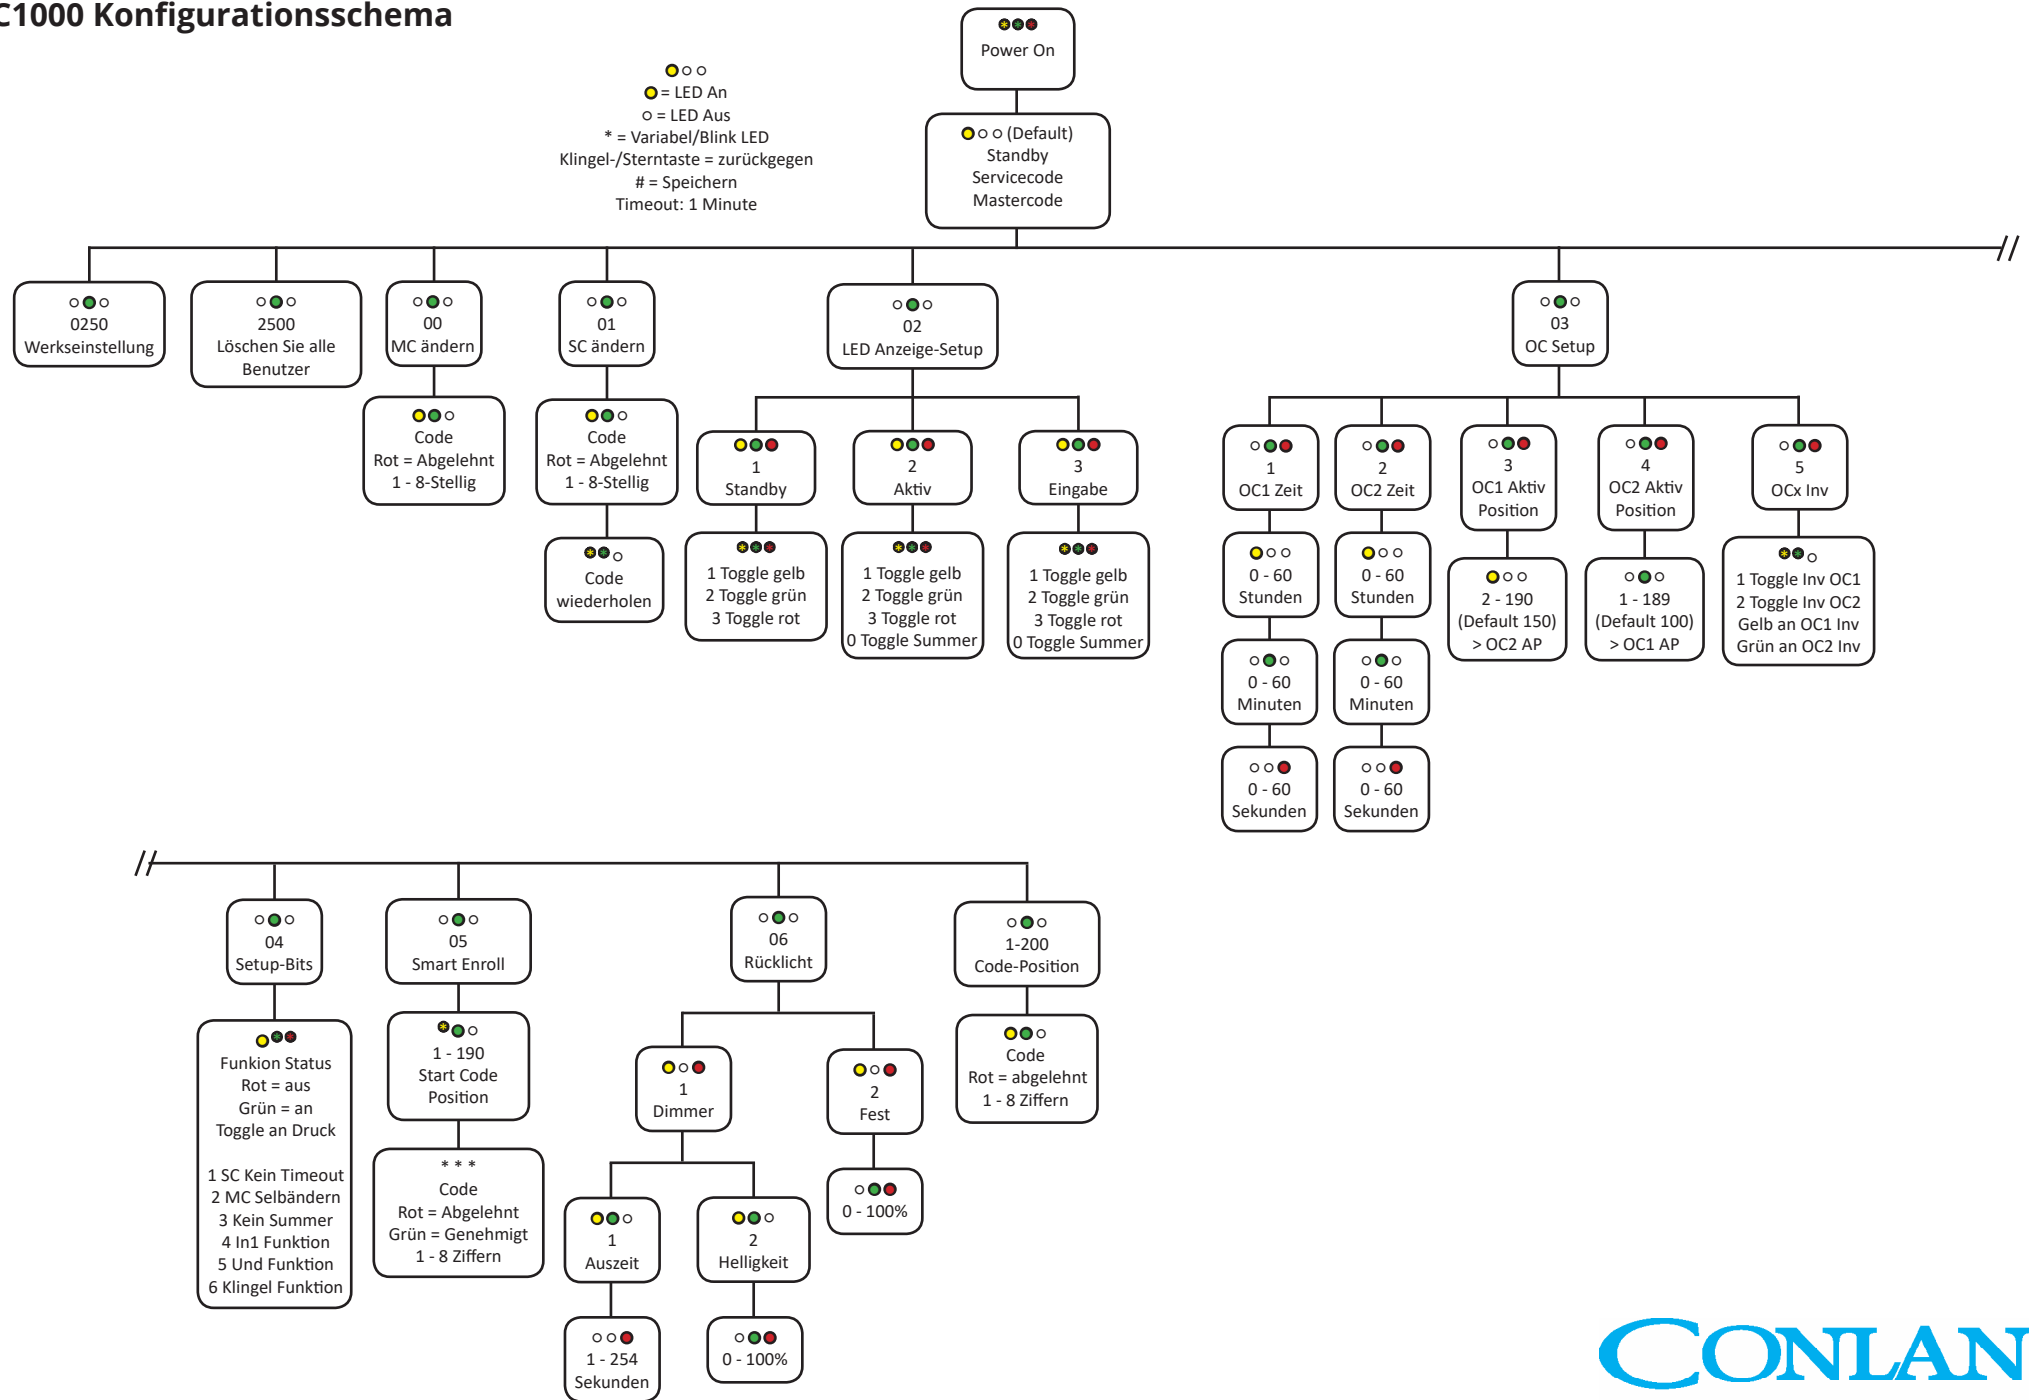 C1000 Konfigurationsschema
Power On
= LED An
= LED Aus
* = Variabel/Blink LED
Klingel-/Sterntaste = zurückgegen
# = Speichern
Timeout: 1 Minute
(Default)
Standby
Servicecode
Mastercode
0250
Werkseinstellung
2500
Löschen Sie alle
Benutzer
00
MC ändern
Code
Rot = Abgelehnt
1 - 8-Stellig
01
SC ändern
Code
Rot = Abgelehnt
1 - 8-Stellig
Code
wiederholen
02
LED Anzeige-Setup
1
Standby
1 Toggle gelb
2 Toggle grün
3 Toggle rot
2
Aktiv
1 Toggle gelb
2 Toggle grün
3 Toggle rot
0 Toggle Summer
3
Eingabe
1 Toggle gelb
2 Toggle grün
3 Toggle rot
0 Toggle Summer
03
OC Setup
1
OC1 Zeit
0 - 60
Stunden
0 - 60
Minuten
0 - 60
Sekunden
2
OC2 Zeit
0 - 60
Stunden
0 - 60
Minuten
0 - 60
Sekunden
3
OC1 Aktiv
Position
2 - 190
(Default 150)
> OC2 AP
4
OC2 Aktiv
Position
1 - 189
(Default 100)
> OC1 AP
5
OCx Inv
1 Toggle Inv OC1
2 Toggle Inv OC2
Gelb an OC1 Inv
Grün an OC2 Inv
04
Setup-Bits
Funkion Status
Rot = aus
Grün = an
Toggle an Druck
1 SC Kein Timeout
2 MC Selbändern
3 Kein Summer
4 In1 Funktion
5 Und Funktion
6 Klingel Funktion
05
Smart Enroll
1 - 190
Start Code
Position
* * *
Code
Rot = Abgelehnt
Grün = Genehmigt
1 - 8 Ziffern
06
Rücklicht
1
Dimmer
1
Auszeit
1 - 254
Sekunden
2
Helligkeit
0 - 100%
2
Fest
0 - 100%
1-200
Code-Position
Code
Rot = abgelehnt
1 - 8 Ziffern
CONLAN